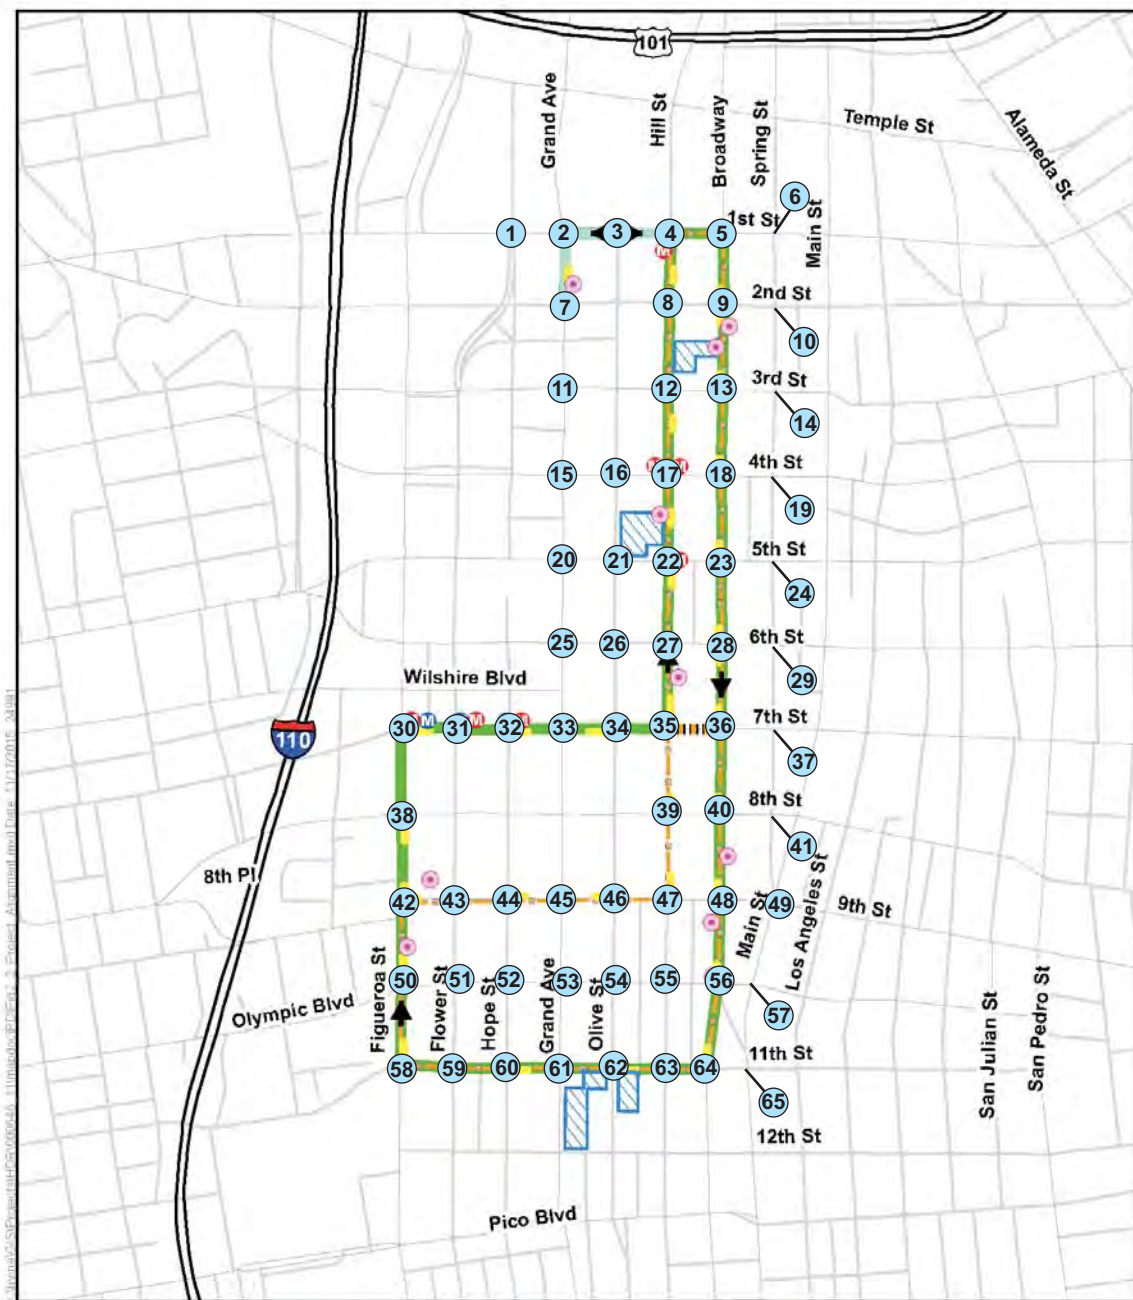 101
Grand Ave
Hill St
Broadway
Spring St
Temple St
Alameda St
6
Main St
1st St
1
2
3
4
5
M
2nd St
7
8
9
10
3rd St
11
12
13
14
4th St
15
16
17
18
19
5th St
20
21
22
23
24
6th St
25
26
27
28
29
Wilshire Blvd
7th St
30
M
31
M
32
33
34
35
36
37
110
8th St
38
39
40
41
8th Pl
42
43
44
45
46
47
48
49
9th St
Main St
Los Angeles St
Figueroa St
Flower St
Hope St
Grand Ave
Olive St
50
51
52
53
54
55
56
57
Olympic Blvd
San Julian St
San Pedro St
11th St
58
59
60
61
62
63
64
65
12th St
Pico Blvd